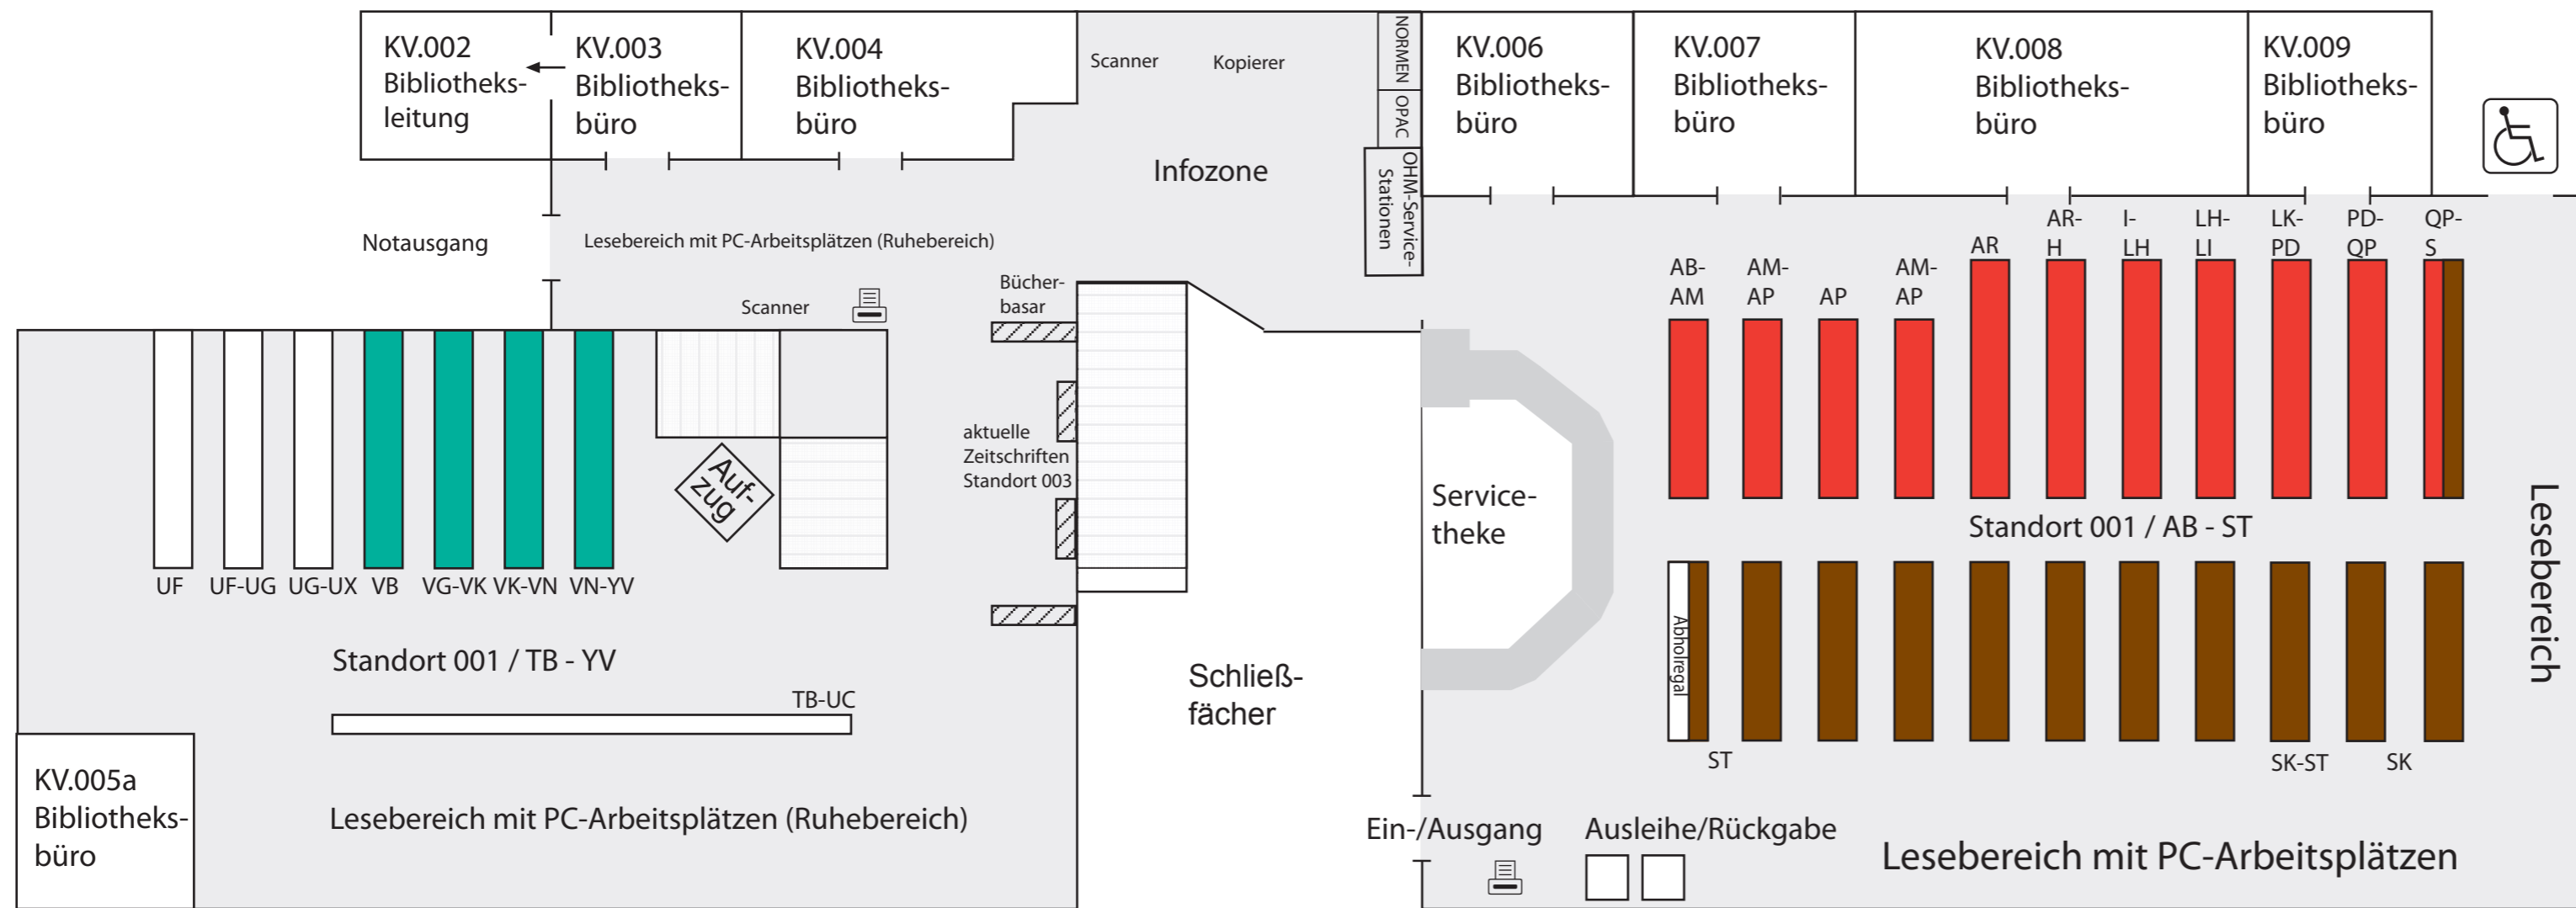 KV.002
Bibliotheks-
leitung
KV.003
Bibliotheks-
büro
KV.004
Bibliotheks-
büro
Scanner
Kopierer
NORMEN
OPAC
OHM-Service-
Stationen
Infozone
KV.006
Bibliotheks-
büro
KV.007
Bibliotheks-
büro
KV.008
Bibliotheks-
büro
KV.009
Bibliotheks-
büro
Notausgang
Lesebereich mit PC-Arbeitsplätzen (Ruhebereich)
Scanner
Bücher-
basar
aktuelle
Zeitschriften
Standort 003
Auf-
zug
UF
UF-UG
UG-UX
VB
VG-VK
VK-VN
VN-YV
Standort 001 / TB - YV
TB-UC
KV.005a
Bibliotheks-
büro
Lesebereich mit PC-Arbeitsplätzen (Ruhebereich)
Schließ-
fächer
Service-
theke
AB-
AM
AM-
AP
AP
AM-
AP
AR
AR-
H
I-
LH
LH-
LI
LK-
PD
PD-
QP
QP-
S
Standort 001 / AB - ST
Lesebereich
Abholregal
ST
SK-ST
SK
Ein-/Ausgang
Ausleihe/Rückgabe
Lesebereich mit PC-Arbeitsplätzen